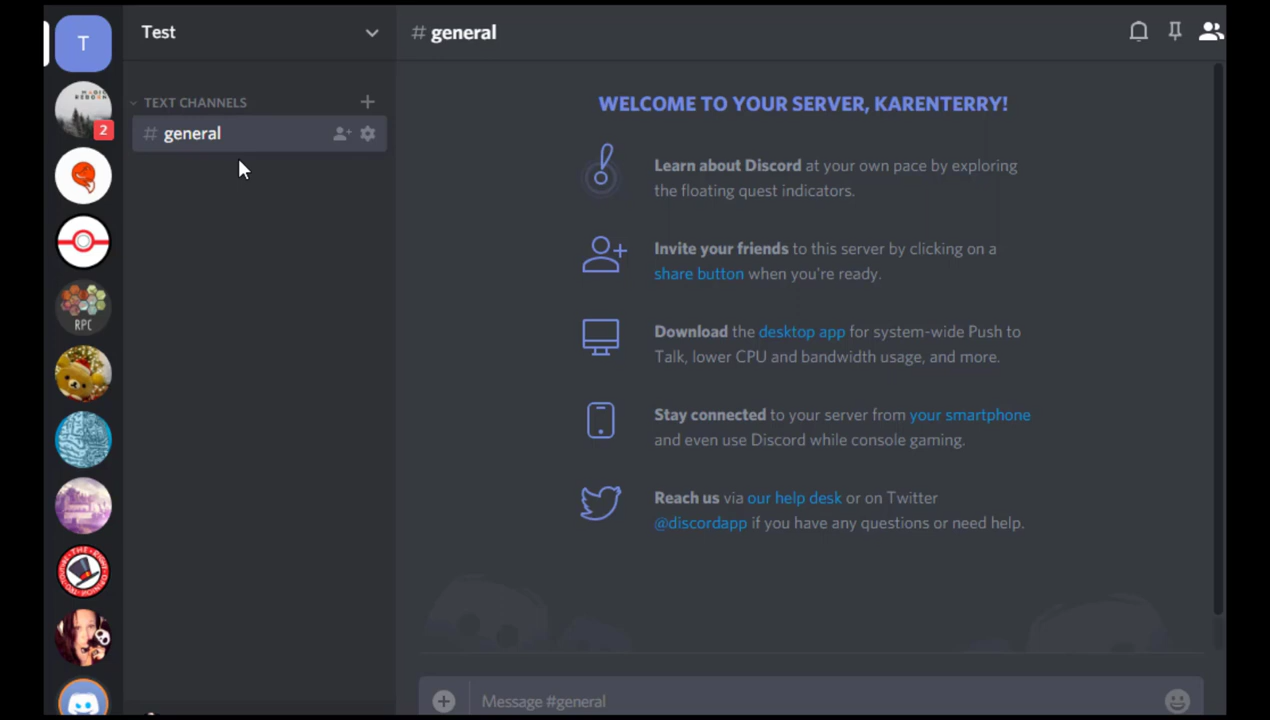 T
Test
# general
MAGIC
REBORN
2
TEXT CHANNELS
# general
RPC
WELCOME TO YOUR SERVER, KARENTERRY!
Learn about Discord at your own pace by exploring
the floating quest indicators.
Invite your friends to this server by clicking on a
share button when you're ready.
Download the desktop app for system-wide Push to
Talk, lower CPU and bandwidth usage, and more.
Stay connected to your server from your smartphone
and even use Discord while console gaming.
Reach us via our help desk or on Twitter
@discordapp if you have any questions or need help.
Message #general